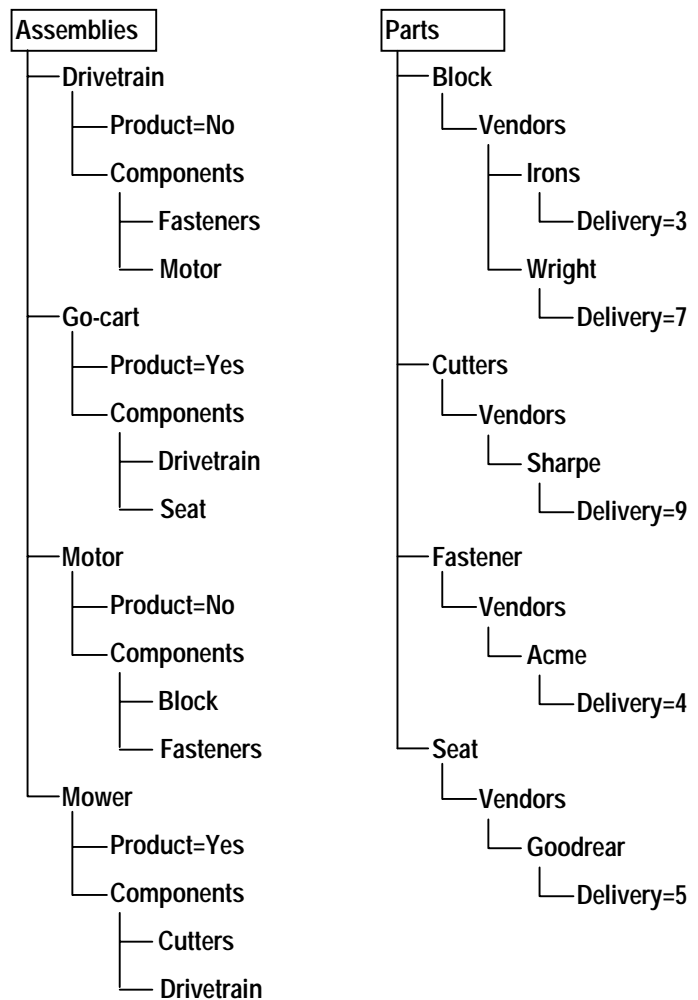 Assemblies
Drivetrain
Product=No
Components
Fasteners
Motor
Go-cart
Product=Yes
Components
Drivetrain
Seat
Motor
Product=No
Components
Block
Fasteners
Mower
Product=Yes
Components
Cutters
Drivetrain
Parts
Block
Vendors
Irons
Delivery=3
Wright
Delivery=7
Cutters
Vendors
Sharpe
Delivery=9
Fastener
Vendors
Acme
Delivery=4
Seat
Vendors
Goodrear
Delivery=5